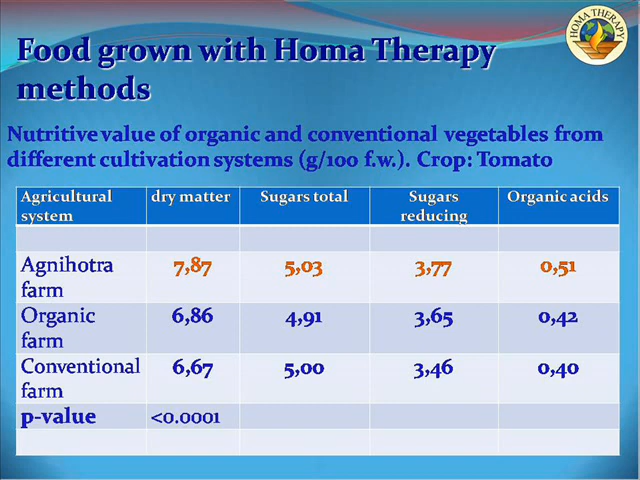 HOMA THERAPY
Food grown with Homa Therapy
methods
Nutritive value of organic and conventional vegetables from
different cultivation systems (g/100 f.w.). Crop: Tomato
Agricultural system dry matter Sugars total Sugars reducing Organic acids
Agnihotra farm 7,87 5,03 3,77 0,51
Organic farm 6,86 4,91 3,65 0,42
Conventional farm 6,67 5,00 3,46 0,40
p-value <0.0001